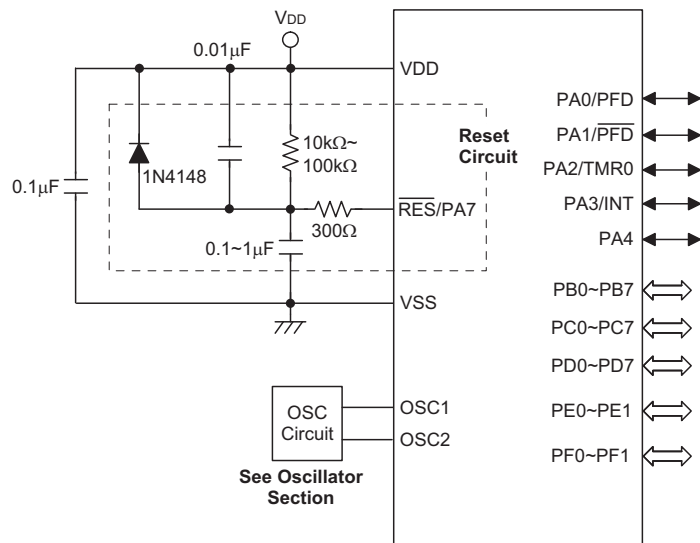 VDD
0.01µF
VDD
PA0/PFD
Reset
Circuit
10kΩ~
100kΩ
PA1/P̅F̅D̅
1N4148
PA2/TMR0
0.1µF
R̅E̅S̅/PA7
PA3/INT
300Ω
0.1~1µF
PA4
VSS
PB0~PB7
PC0~PC7
PD0~PD7
OSC
Circuit
OSC1
OSC2
PE0~PE1
PF0~PF1
See Oscillator
Section